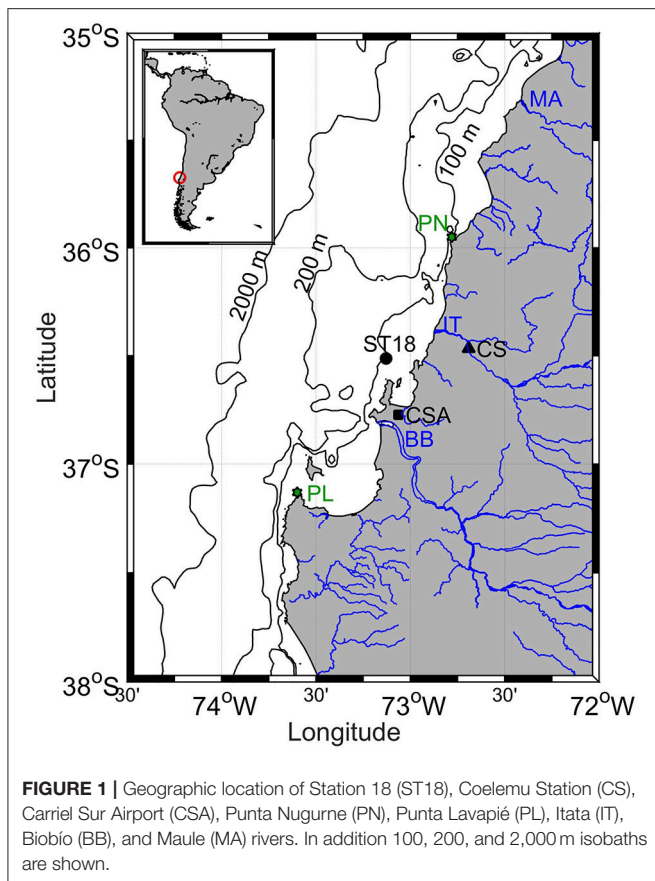 35°S
MA
100 m
PN
36°S
2000 m
200 m
IT
ST18
CS
Latitude
CSA
BB
37°S
PL
38°S
30'
74°W
30'
73°W
30'
72°W
Longitude
FIGURE 1 | Geographic location of Station 18 (ST18), Coelemu Station (CS),
Carriel Sur Airport (CSA), Punta Nugurne (PN), Punta Lavapié (PL), Itata (IT),
Biobío (BB), and Maule (MA) rivers. In addition 100, 200, and 2,000 m isobaths
are shown.